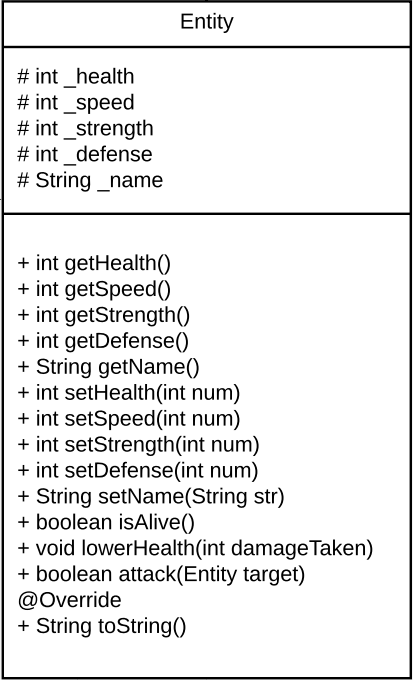 Entity
# int _health
# int _speed
# int _strength
# int _defense
# String _name
+ int getHealth()
+ int getSpeed()
+ int getStrength()
+ int getDefense()
+ String getName()
+ int setHealth(int num)
+ int setSpeed(int num)
+ int setStrength(int num)
+ int setDefense(int num)
+ String setName(String str)
+ boolean isAlive()
+ void lowerHealth(int damageTaken)
+ boolean attack(Entity target)
@Override
+ String toString()